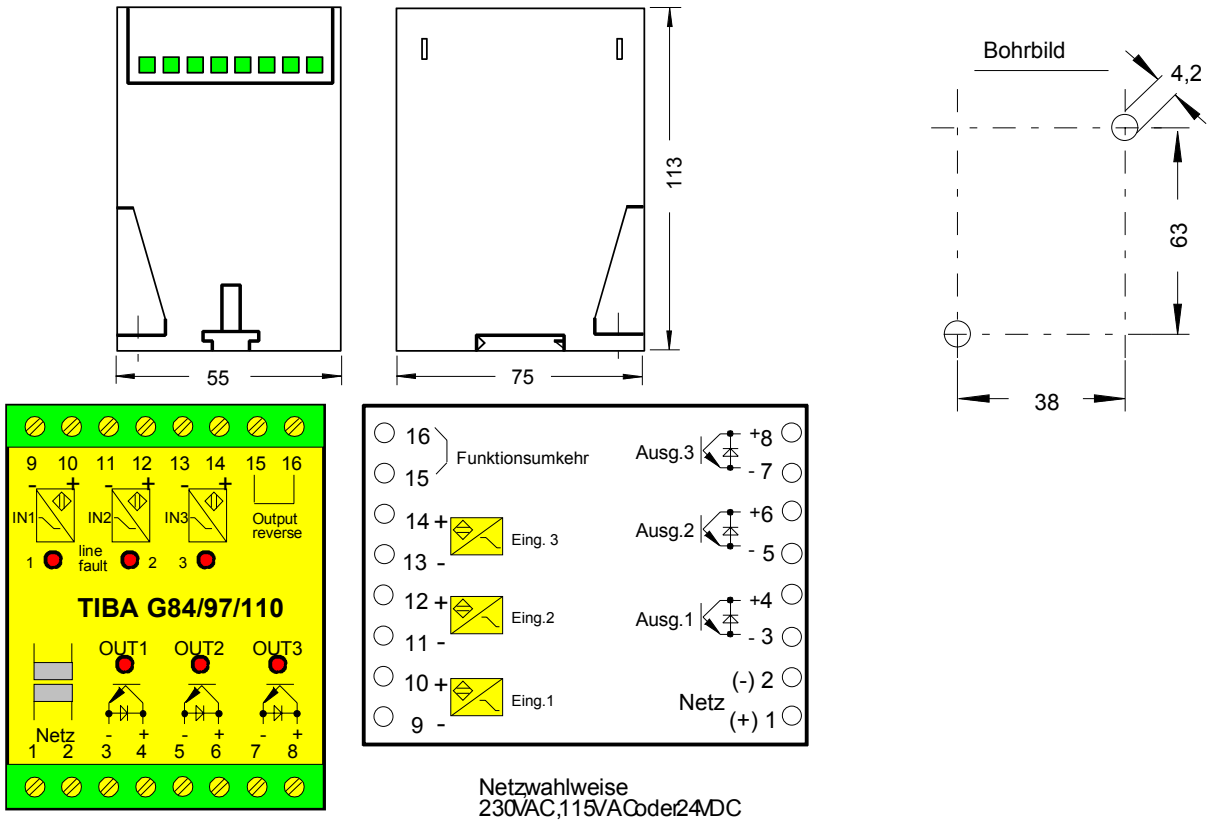 Bohrbild
4,2
113
63
55
75
38
9 10 11 12 13 14 15 16
- + - + - +
IN1 IN2 IN3 Output
reverse
1 line
fault 2 3
TIBA G84/97/110
OUT1 OUT2 OUT3
Netz - + - + - +
1 2 3 4 5 6 7 8
16
15
Funktionsumkehr
14 +
13 -
Eing. 3
12 +
11 -
Eing.2
10 +
9 -
Eing.1
Ausg.3
+8
- 7
Ausg.2
+6
- 5
Ausg.1
+4
- 3
Netz
(-) 2
(+) 1
Netzwahlweise
230VAC,115VACoder24VDC